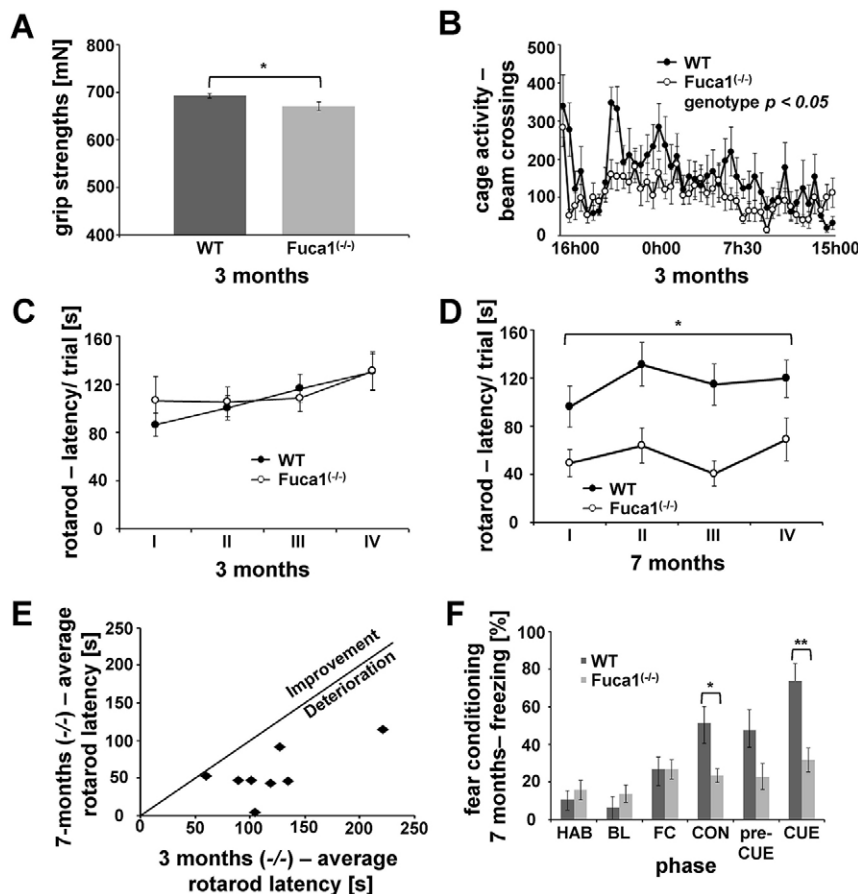 A
grip strengths [mN]
800
700
600
500
400
*
WT
Fuca1(-/-)
3 months
B
cage activity –
beam crossings
500
400
300
200
100
0
WT
Fuca1(-/-)
genotype p < 0.05
16h00
0h00
7h30
15h00
3 months
C
rotarod – latency/ trial [s]
160
120
80
40
0
WT
Fuca1(-/-)
I
II
III
IV
3 months
D
rotarod – latency/trial [s]
160
120
80
40
0
*
WT
Fuca1(-/-)
I
II
III
IV
7 months
E
7-months (-/-) – average
rotarod latency [s]
250
200
150
100
50
0
Improvement
Deterioration
0
50
100
150
200
250
3 months (-/-) – average
rotarod latency [s]
F
fear conditioning
7 months– freezing [%]
100
80
60
40
20
0
WT
Fuca1(-/-)
*
**
HAB
BL
FC
CON
pre-
CUE
CUE
phase